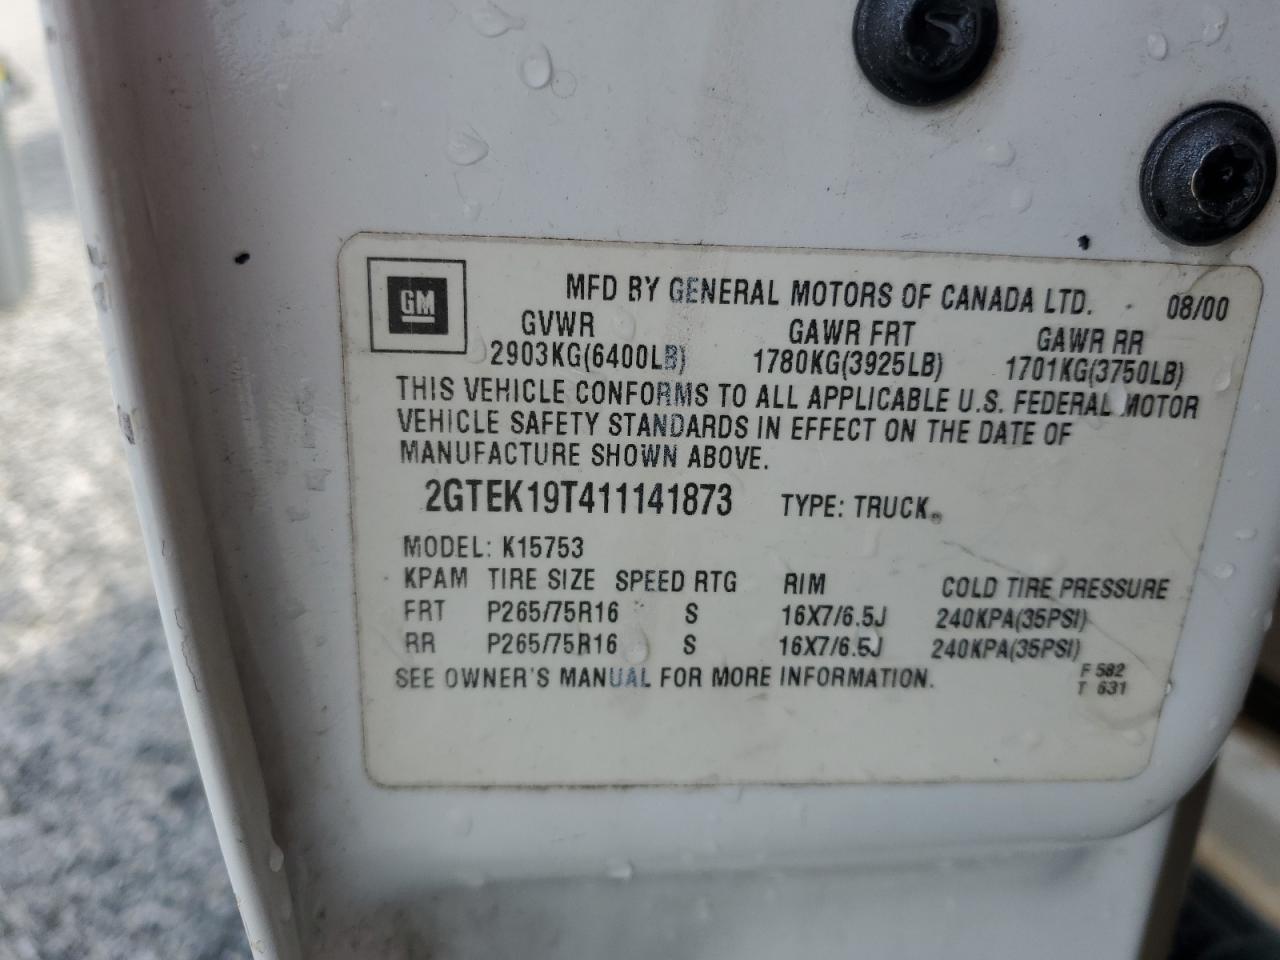 GM
MFD BY GENERAL MOTORS OF CANADA LTD. 08/00
GVWR GAWR FRT GAWR RR
2903KG(6400LB) 1780KG(3925LB) 1701KG(3750LB)
THIS VEHICLE CONFORMS TO ALL APPLICABLE U.S. FEDERAL MOTOR
VEHICLE SAFETY STANDARDS IN EFFECT ON THE DATE OF
MANUFACTURE SHOWN ABOVE.
2GTEK19T411141873 TYPE: TRUCK
MODEL: K15753
KPAM TIRE SIZE SPEED RTG RIM COLD TIRE PRESSURE
FRT P265/75R16 S 16X7/6.5J 240KPA(35PSI)
RR P265/75R16 S 16X7/6.5J 240KPA(35PSI)
SEE OWNER'S MANUAL FOR MORE INFORMATION.
F 582
T 631